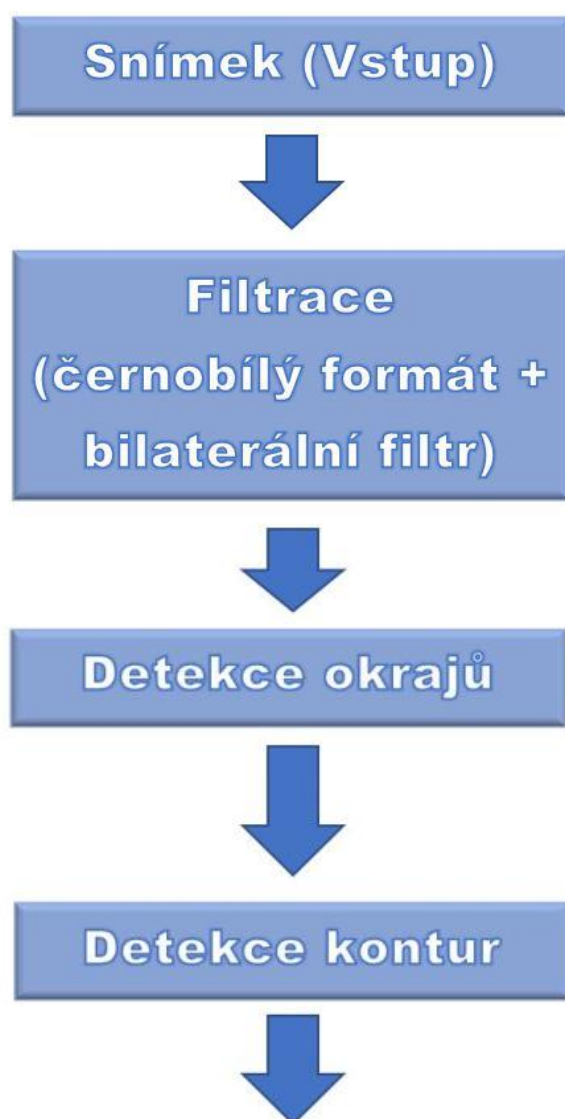 Snímek (Vstup)
Filtrace
(černobílý formát +
bilaterální filtr)
Detekce okrajů
Detekce kontur